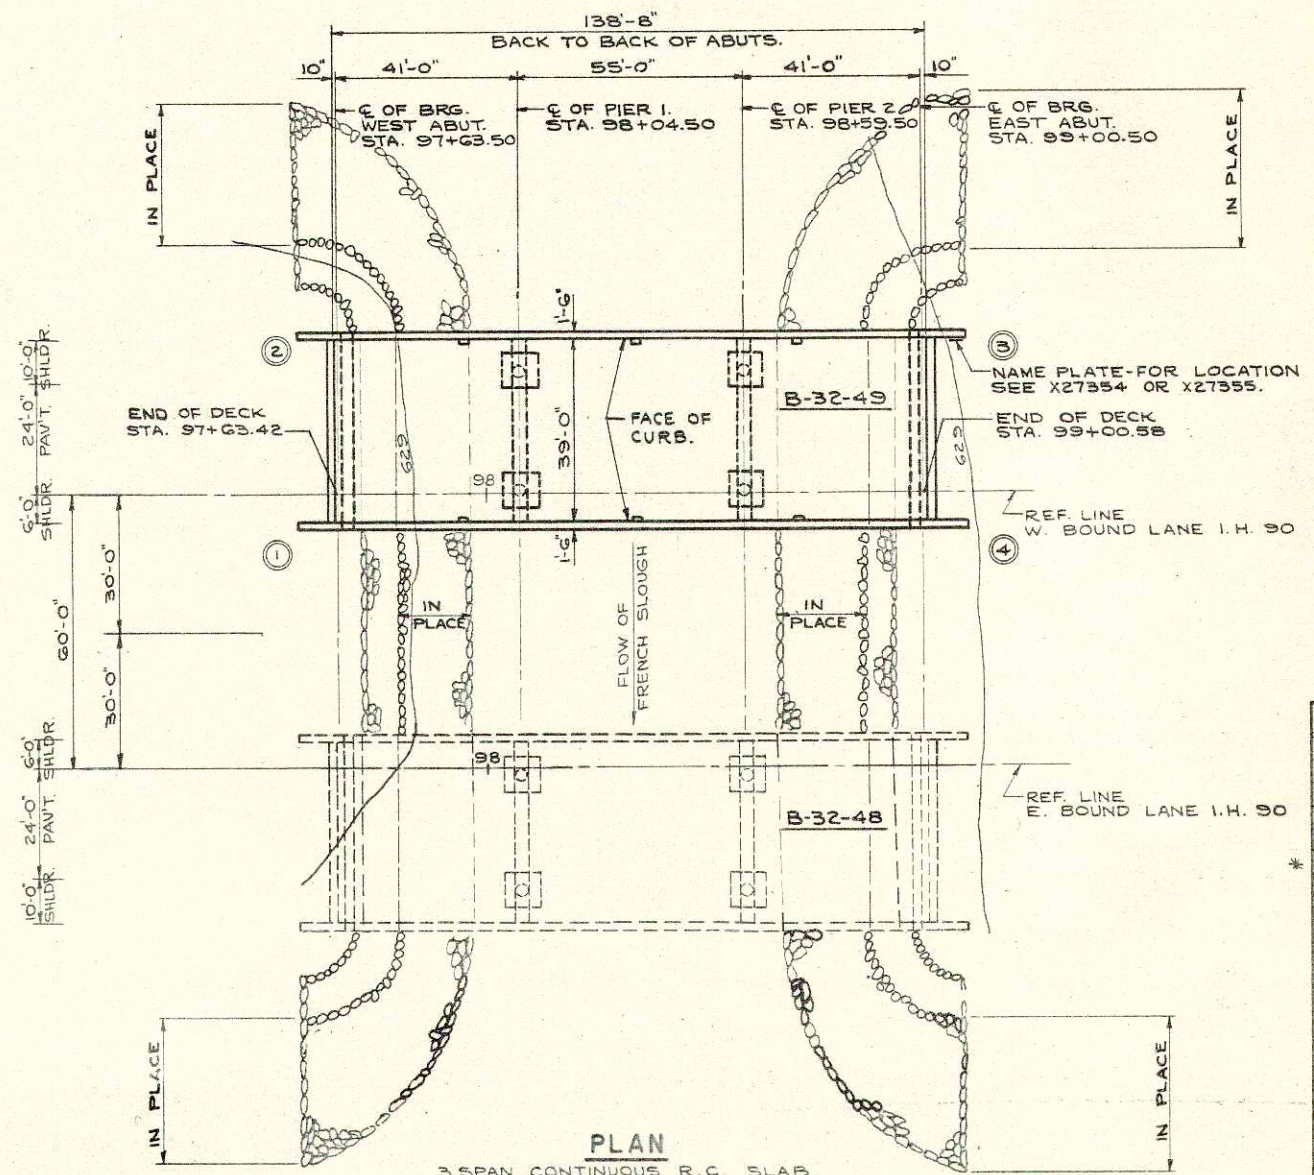 138'-8"
BACK TO BACK OF ABUTS.
10" 41'-0" 55'-0" 41'-0" 10"
℄ OF BRG.
WEST ABUT.
STA. 97+63.50
℄ OF PIER 1.
STA. 98+04.50
℄ OF PIER 2
STA. 98+59.50
℄ OF BRG.
EAST ABUT.
STA. 99+00.50
IN PLACE
IN PLACE
1'-6"
②
③
NAME PLATE-FOR LOCATION
SEE X27354 OR X27355.
10'-0"
SHLDR.
24'-0"
PAV'T.
6'-0"
SHLDR.
END OF DECK
STA. 97+63.42
629
39'-0"
FACE OF
CURB.
B-32-49
END OF DECK
STA. 99+00.58
629
98
REF. LINE
W. BOUND LANE I.H. 90
①
④
1'-6"
60'-0"
30'-0"
30'-0"
IN
PLACE
FLOW OF
FRENCH SLOUGH
IN
PLACE
6'-0"
SHLDR.
24'-0"
PAV'T.
10'-0"
SHLDR.
98
B-32-48
REF. LINE
E. BOUND LANE I.H. 90
*
IN PLACE
IN PLACE
PLAN
3 SPAN CONTINUOUS R.C. SLAB